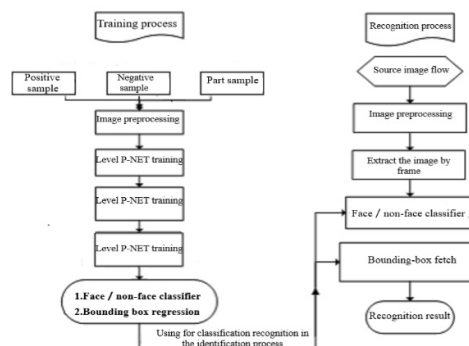 Training process
Positive
sample
Negative
sample
Part sample
Image preprocessing
Level P-NET training
Level P-NET training
Level P-NET training
1.Face / non-face classifier
2.Bounding box regression
Using for classification recognition in
the identification process
Recognition process
Source image flow
Image preprocessing
Extract the image by
frame
Face / non-face classifier
Bounding-box fetch
Recognition result